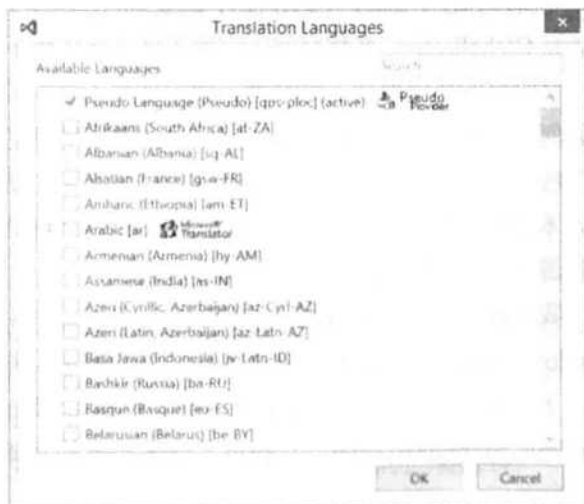 Translation Languages
Available Languages
Search
Pseudo Language (Pseudo) [qps-ploc] (active) Pseudo Provider
Afrikaans (South Africa) [af-ZA]
Albanian (Albania) [sq-AL]
Alsatian (France) [gsw-FR]
Amharic (Ethiopia) [am-ET]
Arabic [ar] Microsoft Translator
Armenian (Armenia) [hy-AM]
Assamese (India) [as-IN]
Azeri (Cyrillic, Azerbaijan) [az-Cyrl-AZ]
Azeri (Latin, Azerbaijan) [az-Latn-AZ]
Basa Jawa (Indonesia) [jv-Latn-ID]
Bashkir (Russia) [ba-RU]
Basque (Basque) [eu-ES]
Belarusian (Belarus) [be-BY]
OK Cancel